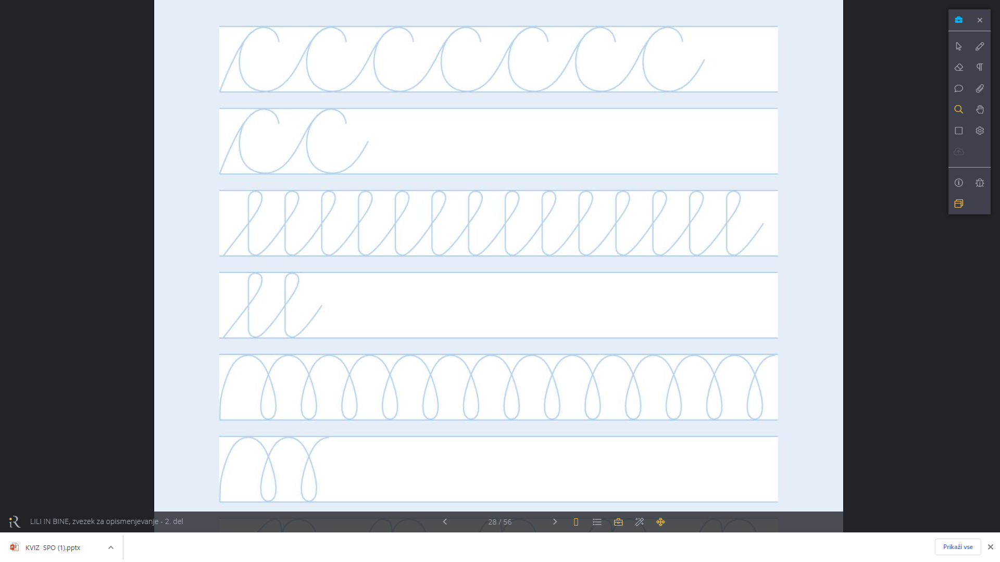 LILI IN BINE, zvezek za opismenjevanje - 2. del
28 / 56
KVIZ SPO (1).pptx
Prikaži vse